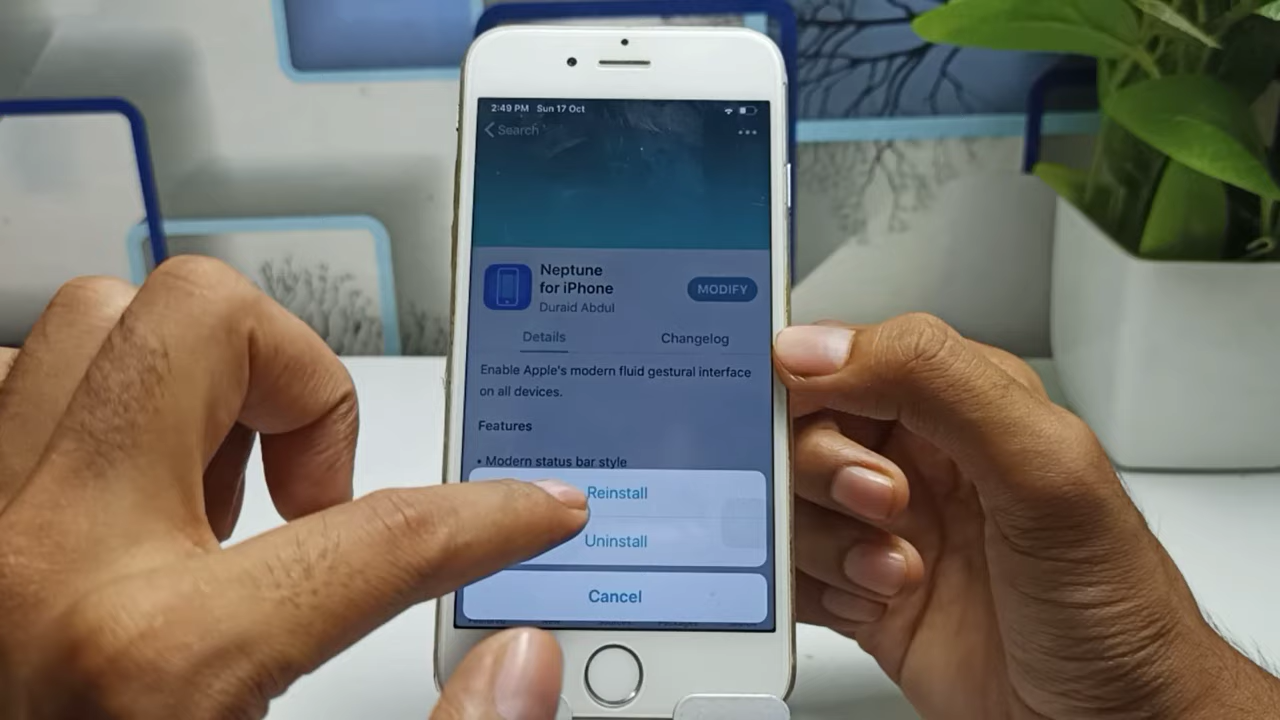 2:49 PM Sun 17 Oct
Search
Neptune
for iPhone
MODIFY
Duraid Abdul
Details
Changelog
Enable Apple's modern fluid gestural interface
on all devices.
Features
• Modern status bar style
Reinstall
Uninstall
Cancel